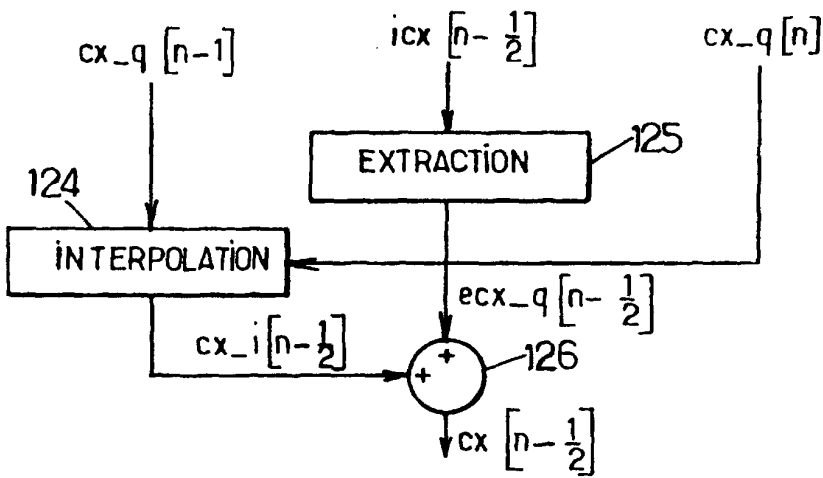 cx_q [n-1]
icx [n- 1/2]
cx_q [n]
EXTRACTiON
125
124
iNTERPOLATiON
ecx_q [n- 1/2]
cx_i [n- 1/2]
+
+
126
cx [n- 1/2]